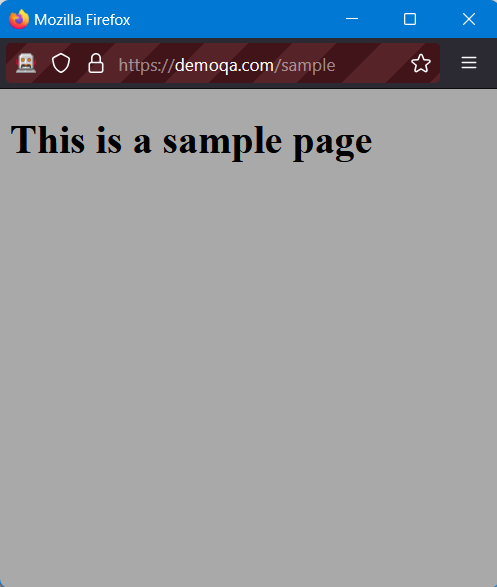 Mozilla Firefox
https://demoqa.com/sample
This is a sample page